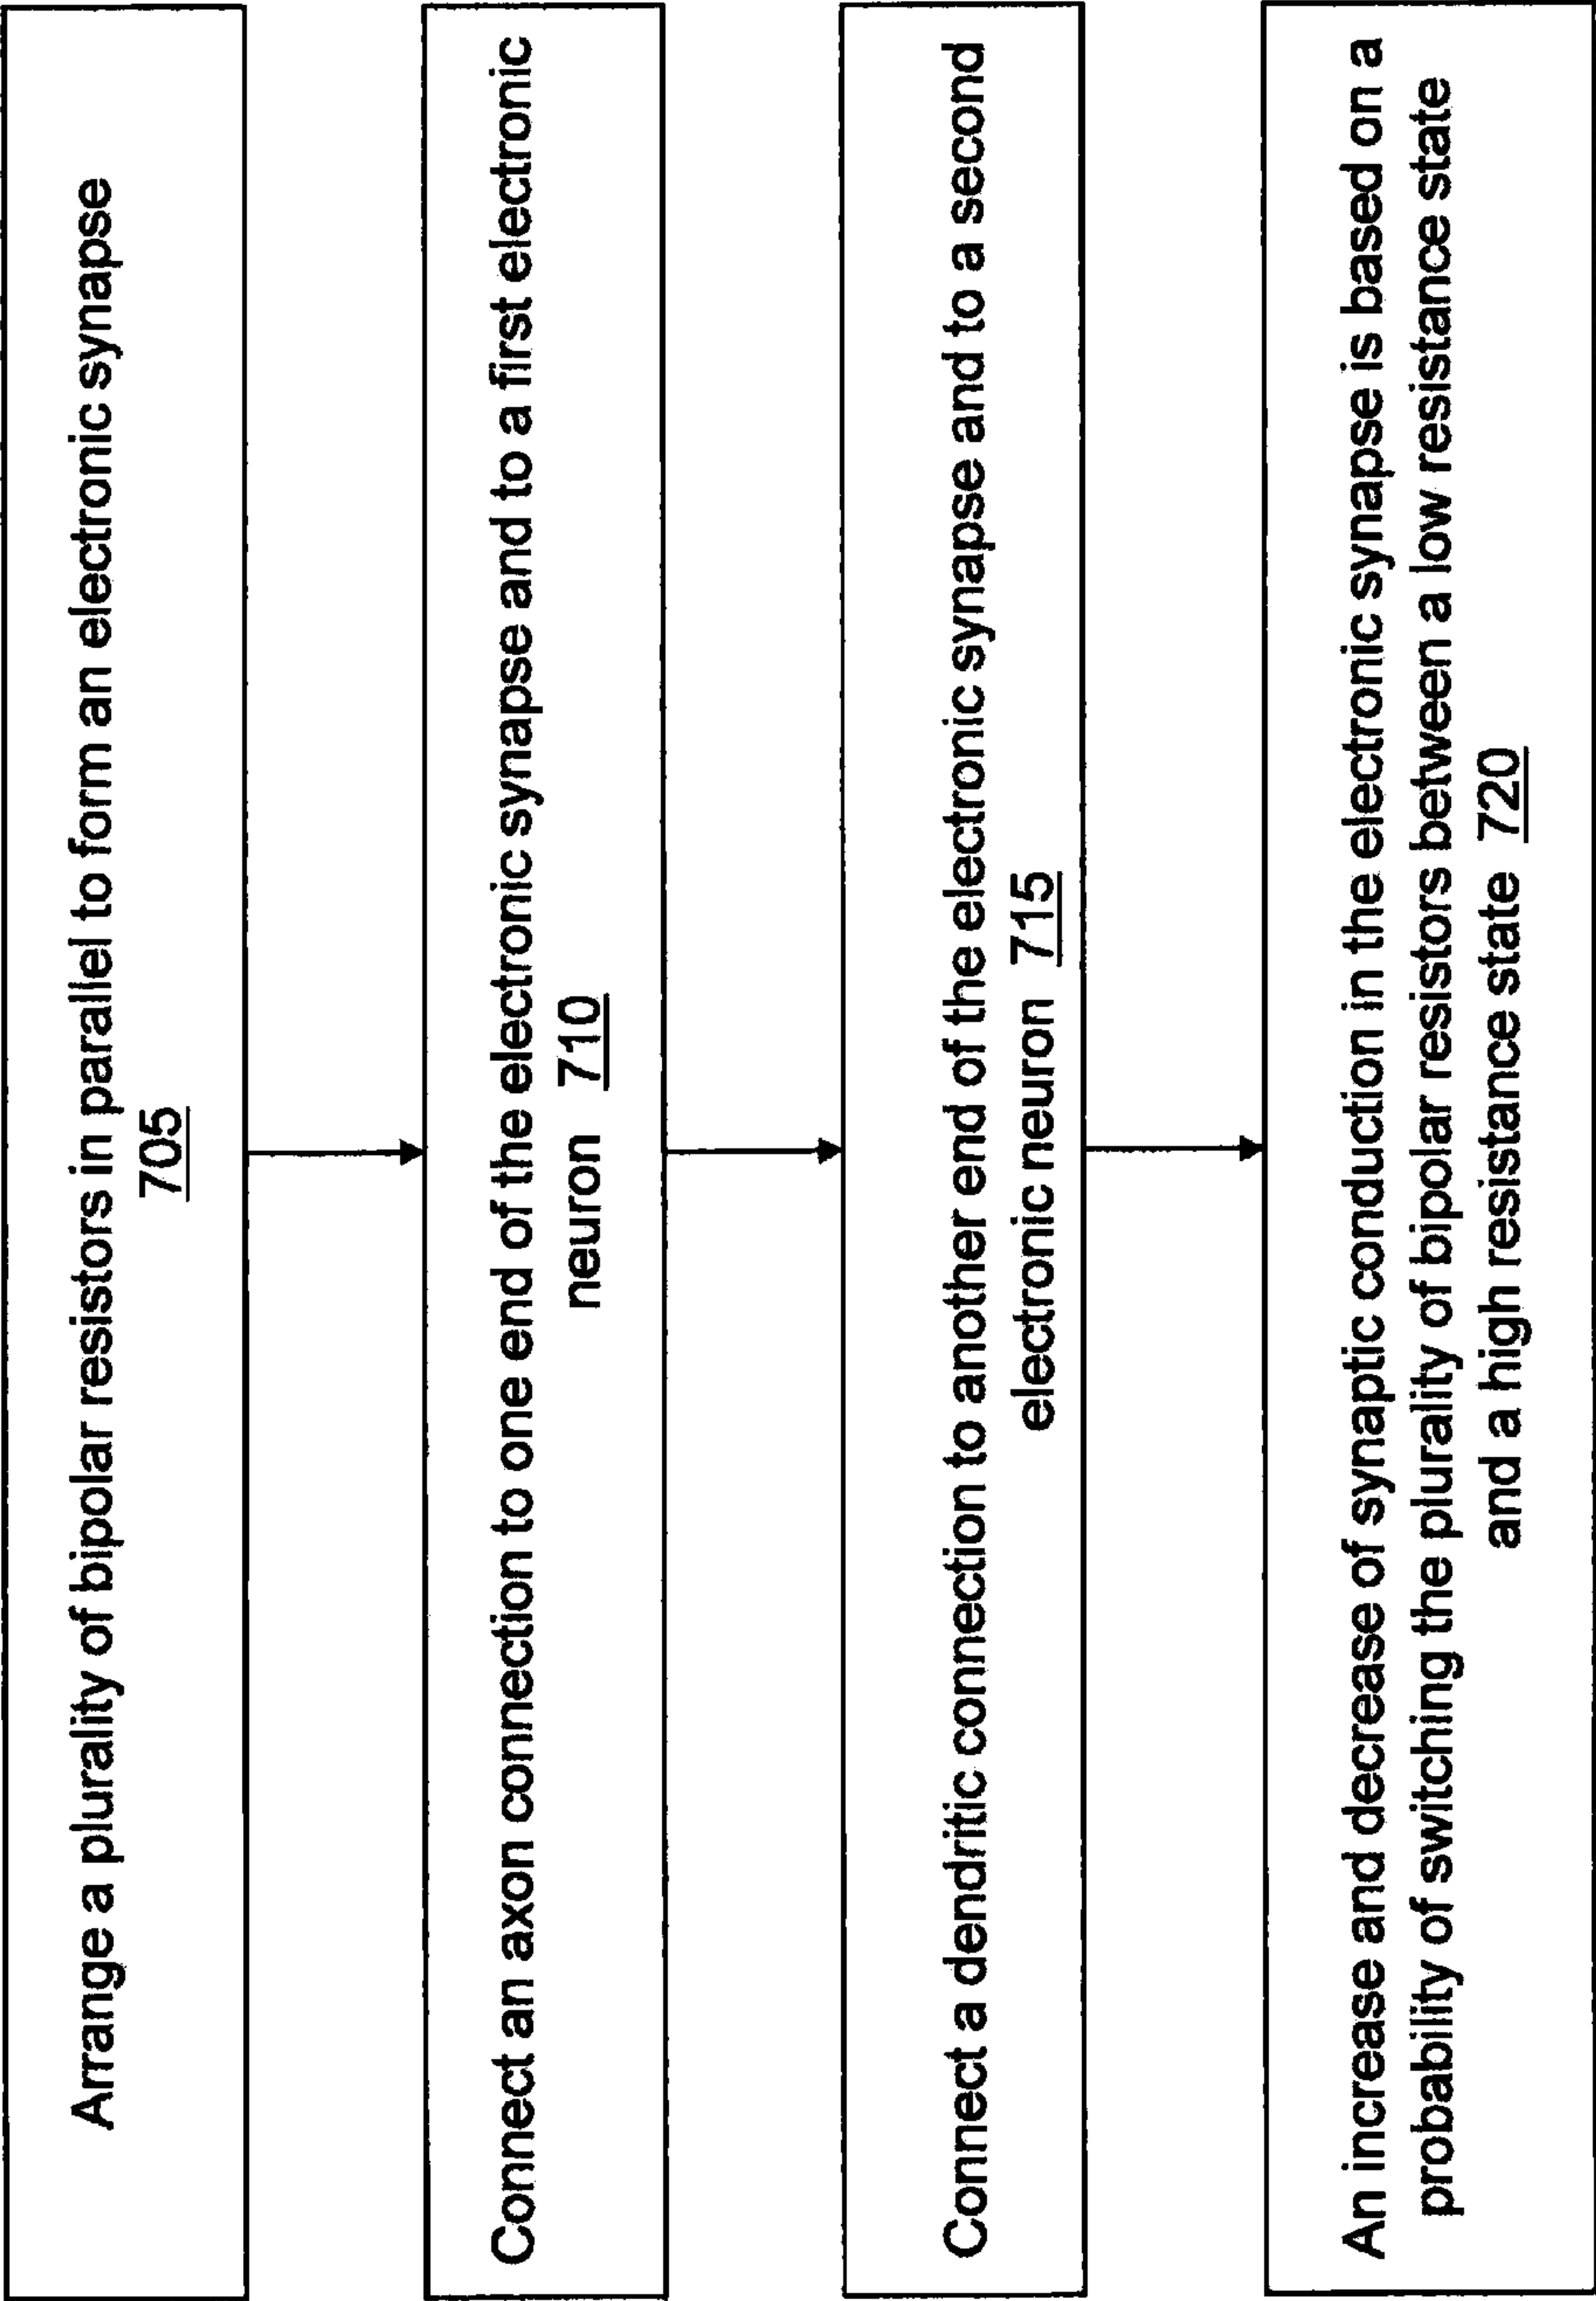 Arrange a plurality of bipolar resistors in parallel to form an electronic synapse
705
Connect an axon connection to one end of the electronic synapse and to a first electronic
neuron 710
Connect a dendritic connection to another end of the electronic synapse and to a second
electronic neuron 715
An increase and decrease of synaptic conduction in the electronic synapse is based on a
probability of switching the plurality of bipolar resistors between a low resistance state
and a high resistance state 720